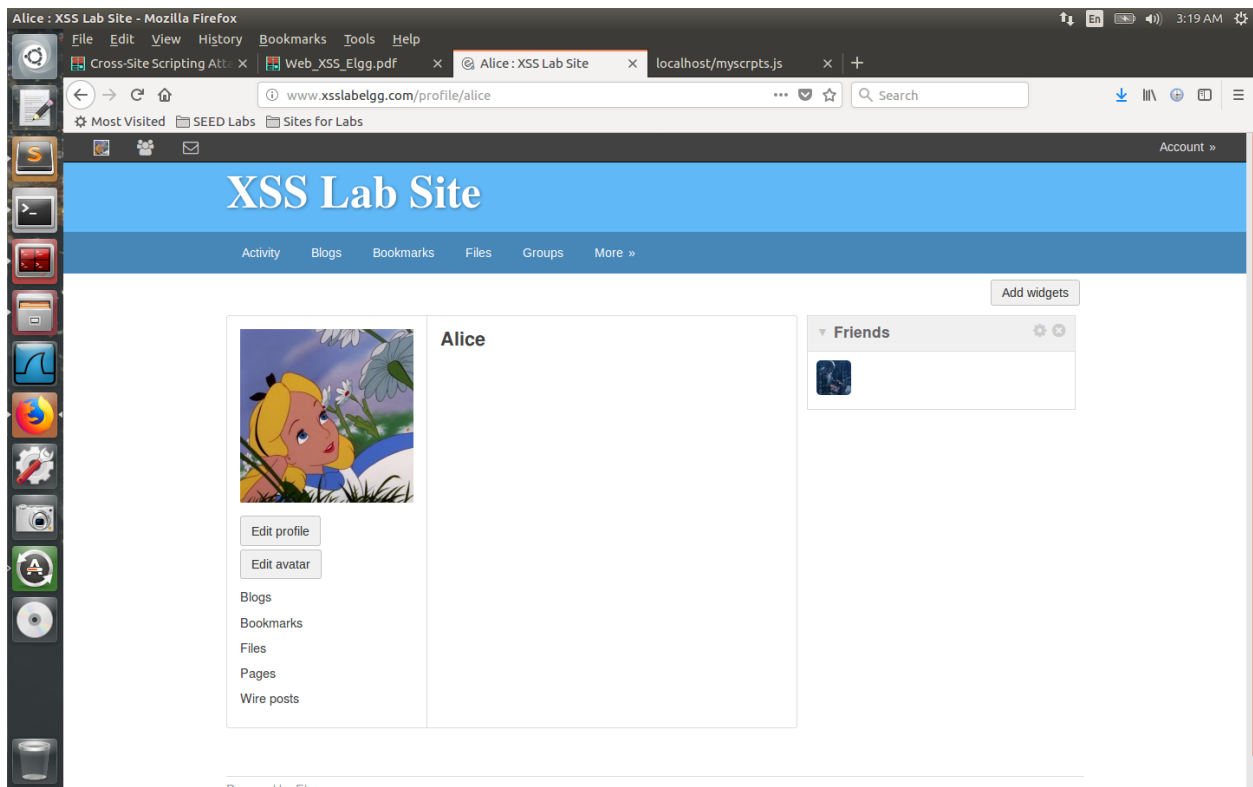 Alice : XSS Lab Site - Mozilla Firefox
En 3:19 AM
File Edit View History Bookmarks Tools Help
Cross-Site Scripting Atta Web_XSS_Elgg.pdf Alice : XSS Lab Site localhost/myscrpts.js
www.xsslabelgg.com/profile/alice Search
Most Visited SEED Labs Sites for Labs
Account »
XSS Lab Site
Activity Blogs Bookmarks Files Groups More »
Add widgets
Alice
Friends
Edit profile
Edit avatar
Blogs
Bookmarks
Files
Pages
Wire posts